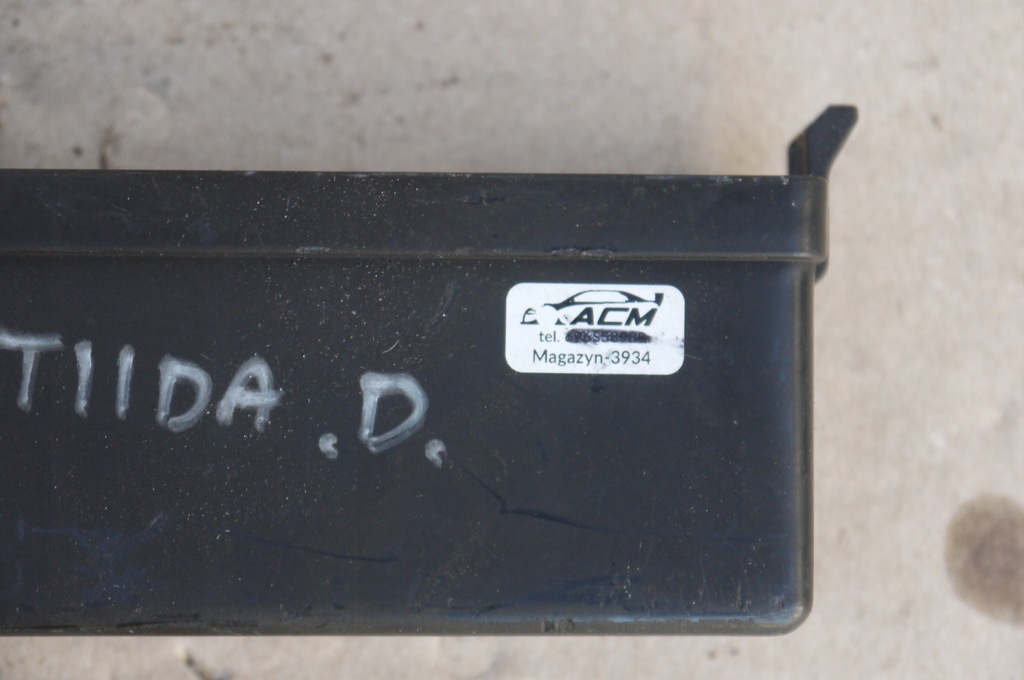 ACM
tel.
Magazyn-3934
TIIDA .D.